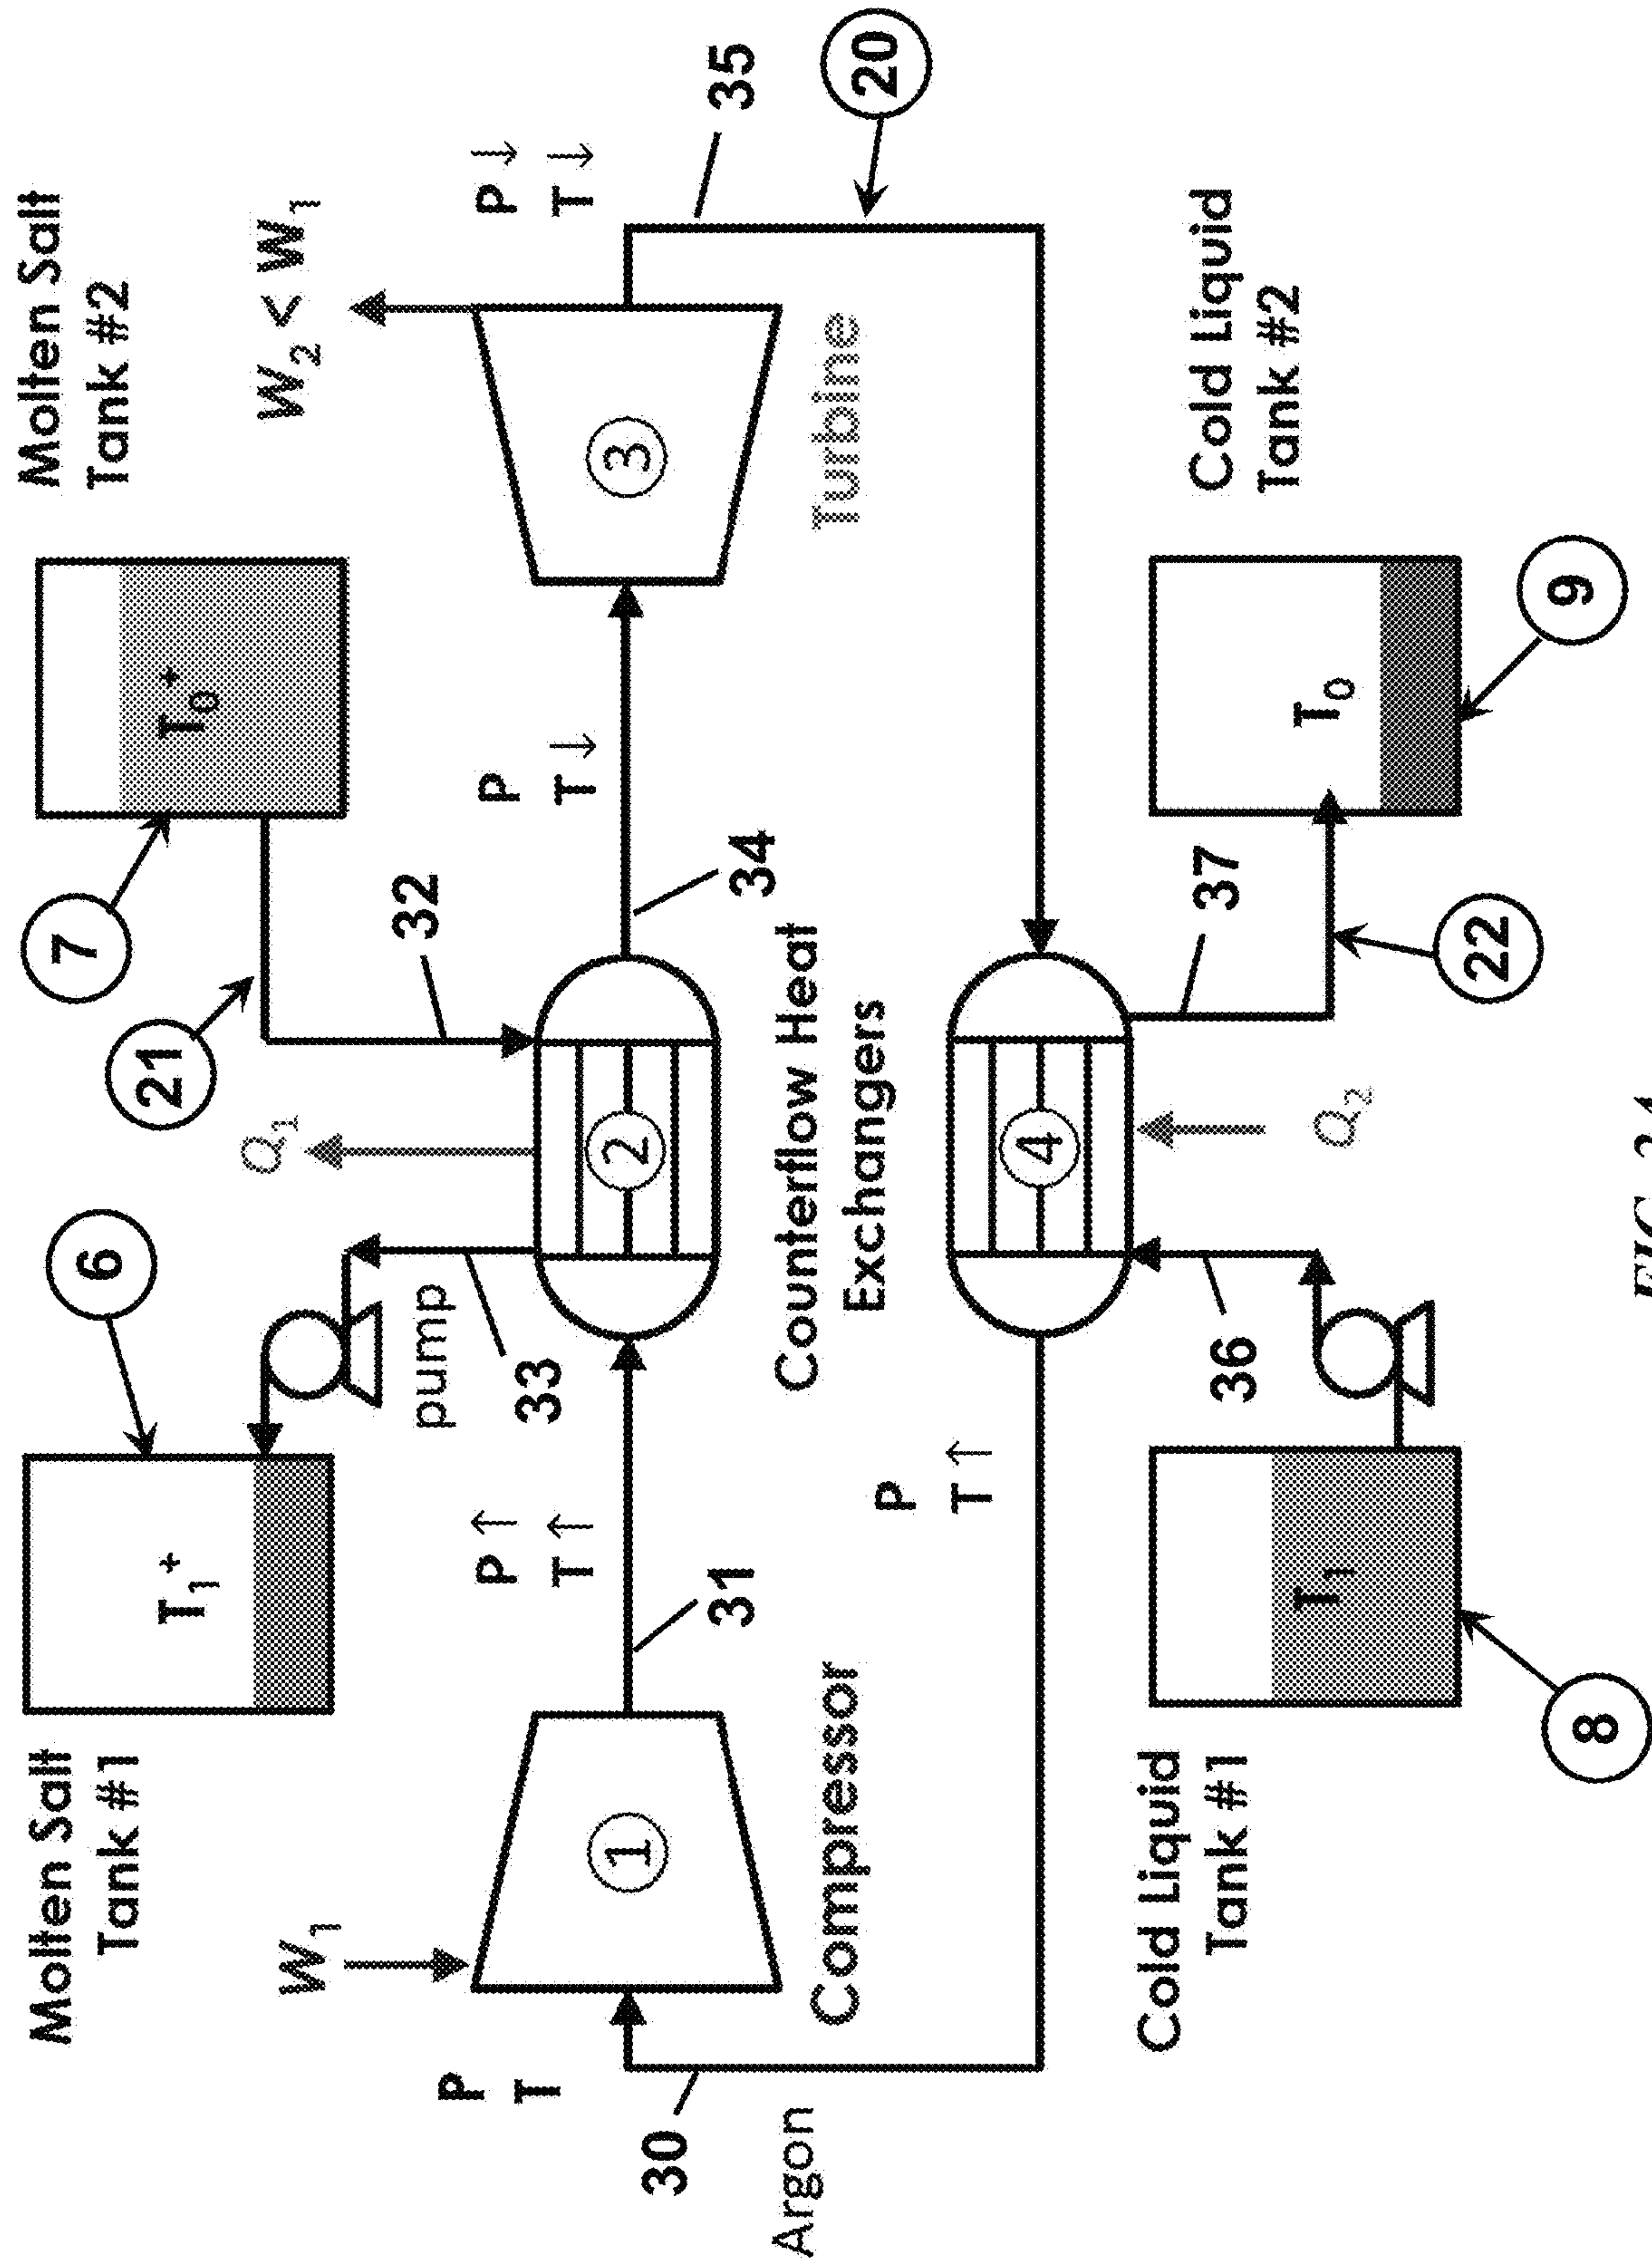 Molten Salt
Tank #1
6
T₁⁺
7
T₀⁺
Molten Salt
Tank #2
21
Q₁
W₁
W₂ < W₁
pump
33
32
P
T
P ↑
T ↑
P
T ↓
P ↓
T ↓
30
Argon
1
Compressor
31
2
34
3
Turbine
35
20
Counterflow Heat
Exchangers
P
T ↑
4
Cold Liquid
Tank #1
T₁
8
36
Q₂
37
22
T₀
9
Cold Liquid
Tank #2